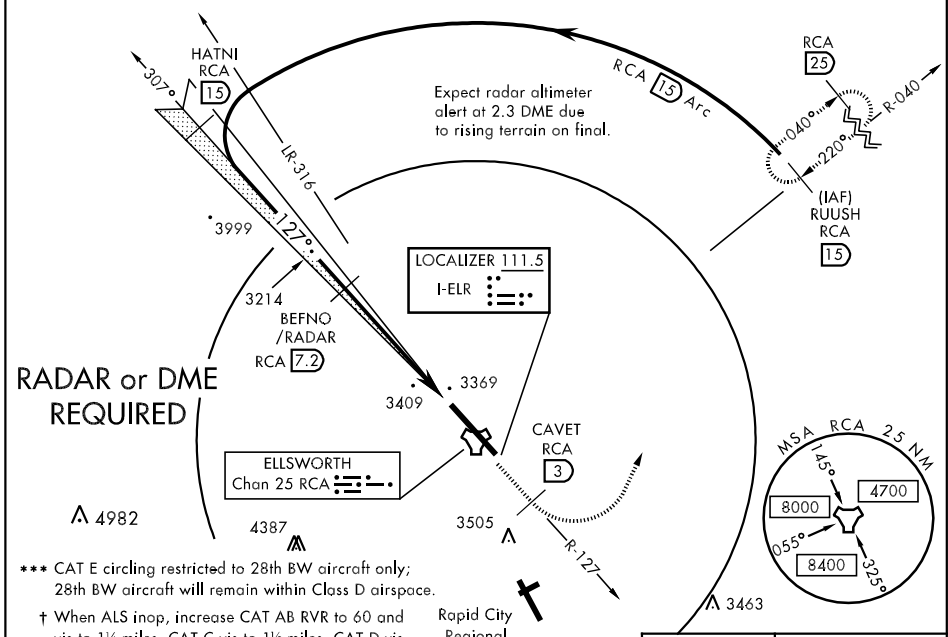 HATNI
RCA
15
307°
LR-316
RCA 15 Arc
Expect radar altimeter
alert at 2.3 DME due
to rising terrain on final.
RCA
25
R-040
040°
220°
(IAF)
RUUSH
RCA
15
3999
127°
3214
LOCALIZER 111.5
I-ELR
BEFNO
/RADAR
RCA 7.2
RADAR or DME
REQUIRED
3409
3369
CAVET
RCA
3
ELLSWORTH
Chan 25 RCA
MSA RCA 25 NM
145°
4700
8000
055°
8400
325°
4982
4387
3505
R-127
3463
*** CAT E circling restricted to 28th BW aircraft only;
28th BW aircraft will remain within Class D airspace.
† When ALS inop, increase CAT AB RVR to 60 and
Rapid City
Regional